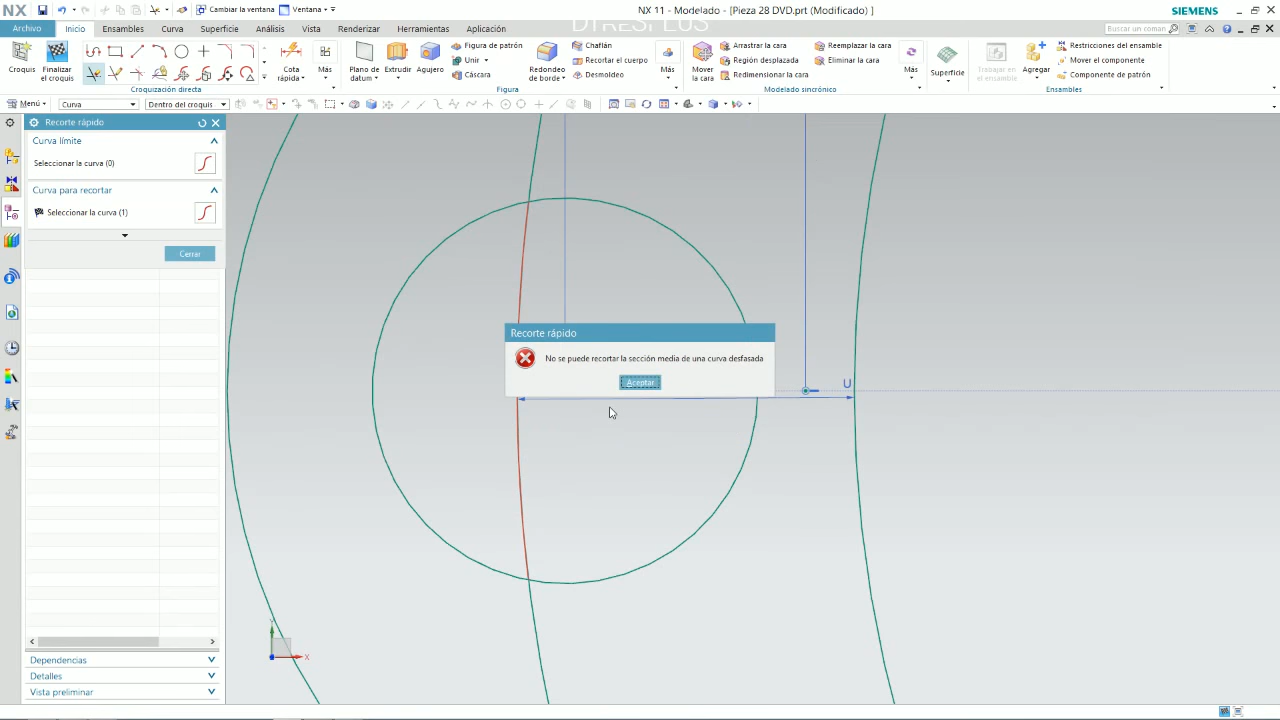 NX
Cambiar la ventana
Ventana
NX 11 - Modelado - [Pieza 28 DVD.prt (Modificado) ]
SIEMENS
DTRESPLUS
Archivo
Inicio
Ensambles
Curva
Superficie
Análisis
Vista
Renderizar
Herramientas
Aplicación
Buscar un coman
Croquis
Finalizar
el croquis
Cotar
rápida
Más
Croquización directa
Plano de
datum
Extrudir
Agujero
Figura de patrón
Unir
Cáscara
Redondeo
de borde
Chaflán
Recortar el cuerpo
Desmoldeo
Más
Figura
Mover
la cara
Arrastrar la cara
Región desplazada
Redimensionar la cara
Reemplazar la cara
Eliminar la cara
Más
Modelado sincrónico
Superficie
Trabajar en
el ensamble
Agregar
Restricciones del ensamble
Mover el componente
Componente de patrón
Ensambles
Menú
Curva
Dentro del croquis
Recorte rápido
Curva límite
Seleccionar la curva (0)
Curva para recortar
Seleccionar la curva (1)
Cerrar
Recorte rápido
No se puede recortar la sección media de una curva desfasada
Aceptar
U
Y
X
Dependencias
Detalles
Vista preliminar